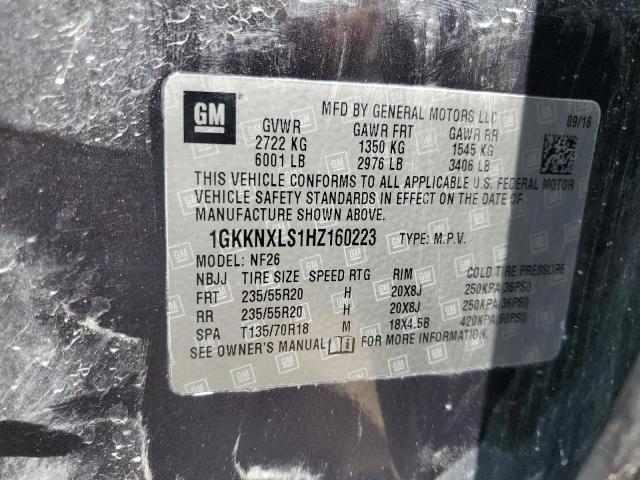 GM
MFD BY GENERAL MOTORS LLC
09/16
GVWR GAWR FRT GAWR RR
2722 KG 1350 KG 1545 KG
6001 LB 2976 LB 3406 LB
THIS VEHICLE CONFORMS TO ALL APPLICABLE U.S. FEDERAL MOTOR
VEHICLE SAFETY STANDARDS IN EFFECT ON THE DATE OF
MANUFACTURE SHOWN ABOVE.
1GKKNXLS1HZ160223 TYPE: M.P.V.
MODEL: NF26
NBJJ TIRE SIZE SPEED RTG RIM COLD TIRE PRESSURE
FRT 235/55R20 H 20X8J 250KPA(36PSI)
RR 235/55R20 H 20X8J 250KPA(36PSI)
SPA T135/70R18 M 18X4.5B 420KPA(60PSI)
SEE OWNER'S MANUAL FOR MORE INFORMATION.